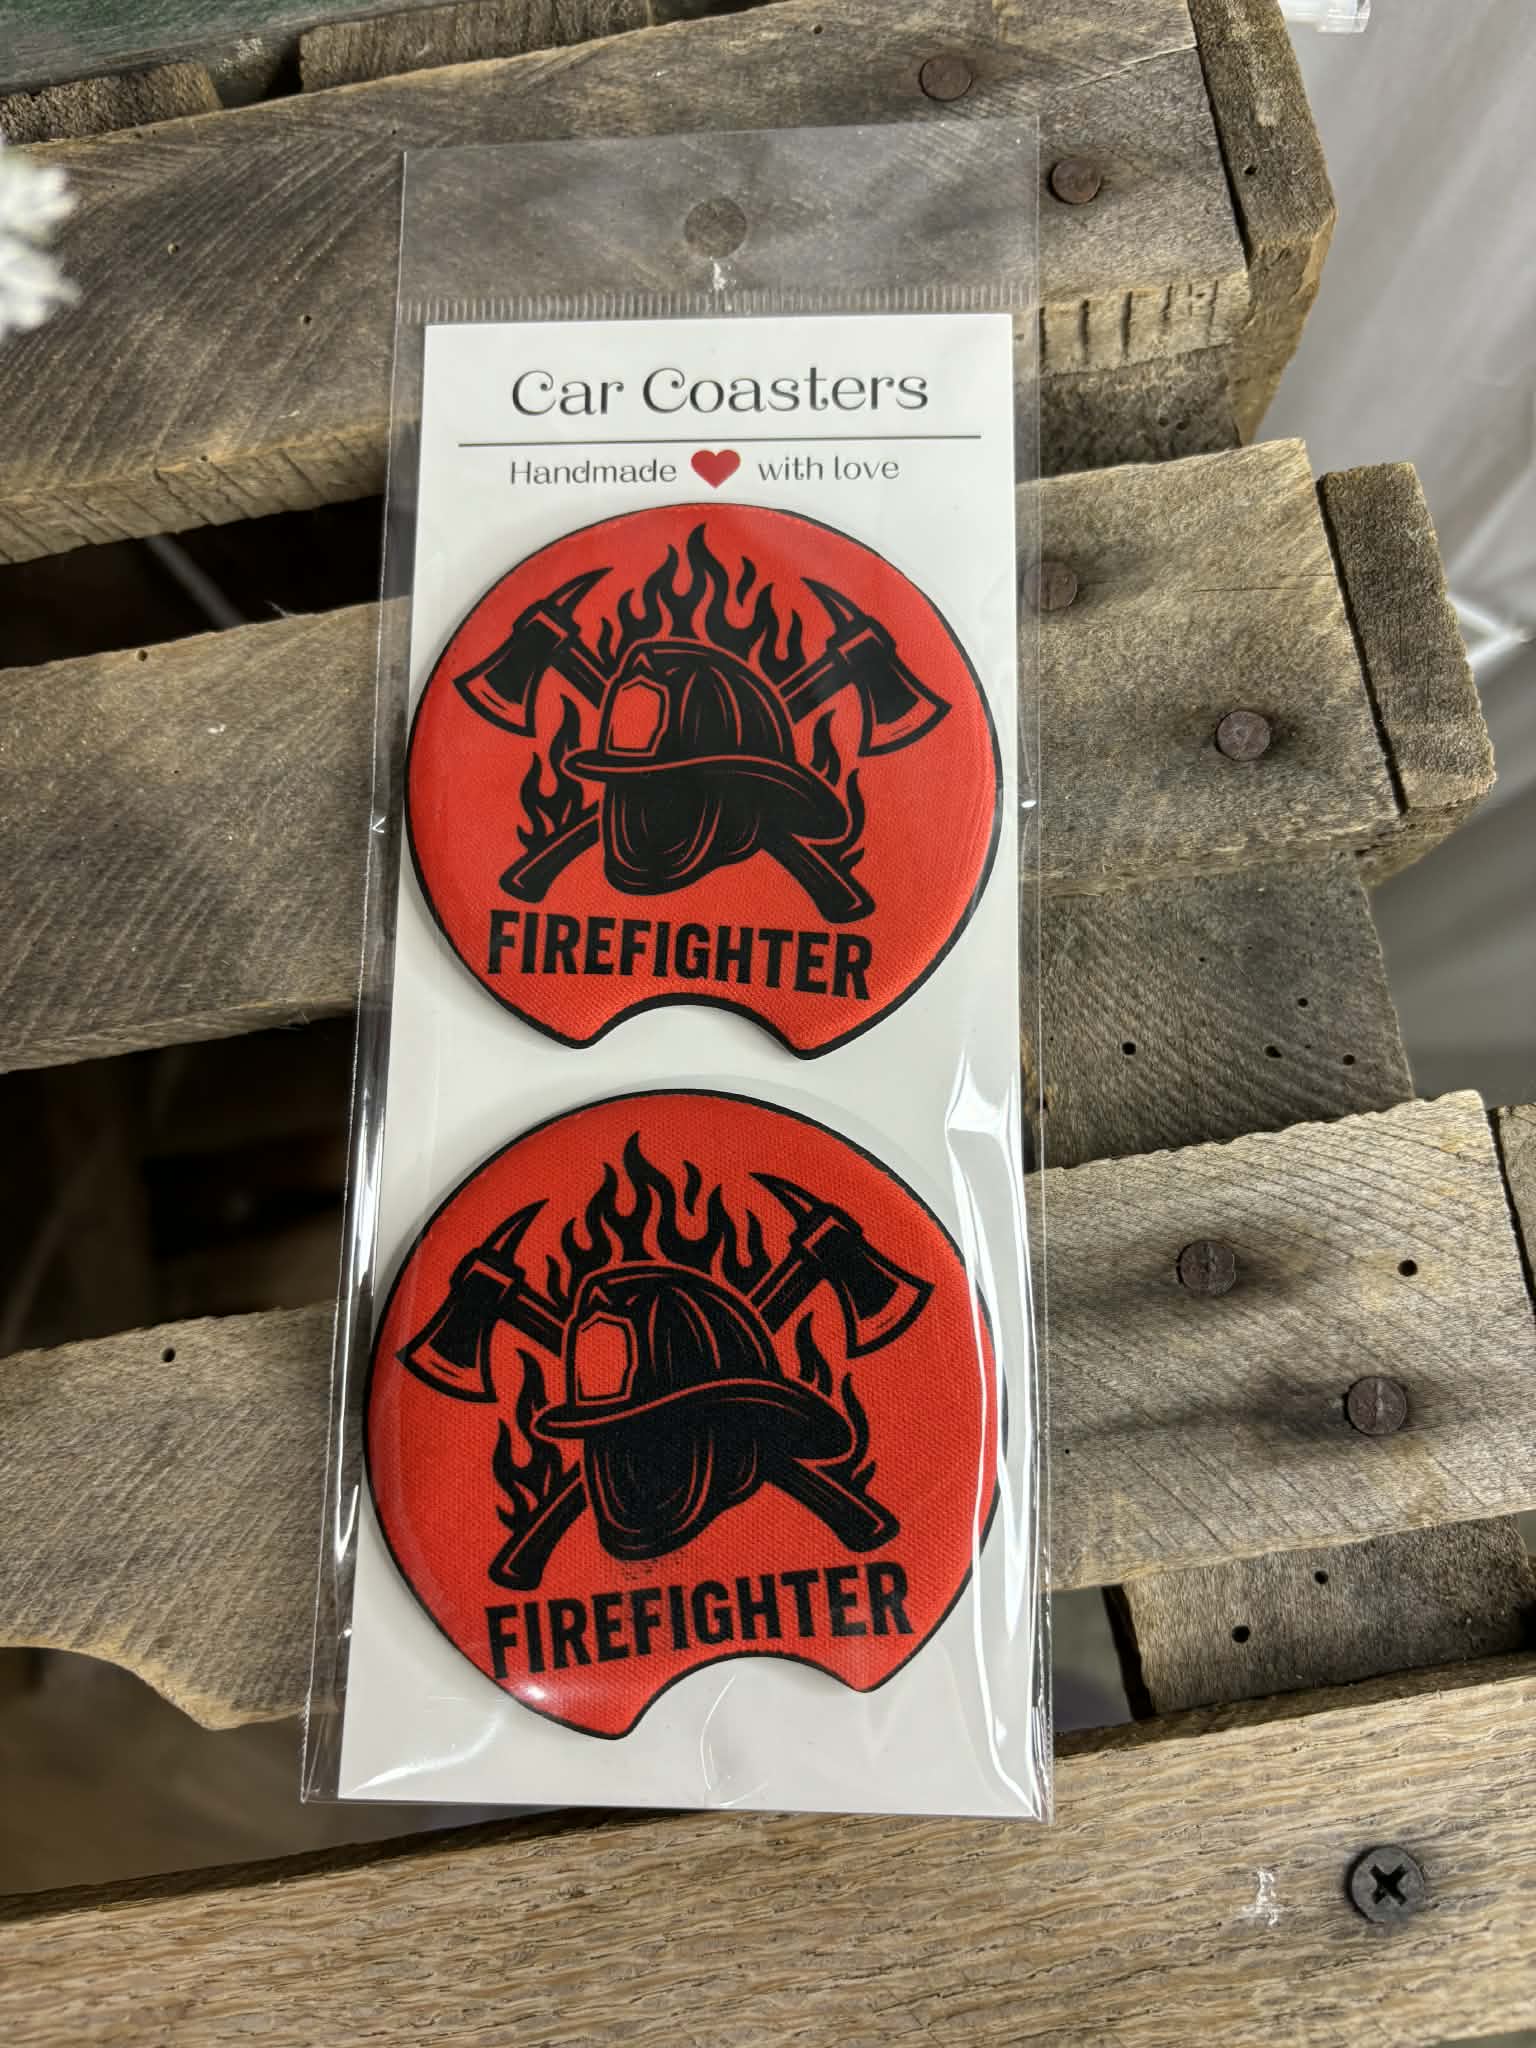 Car Coasters
Handmade ❤ with love
FIREFIGHTER
FIREFIGHTER